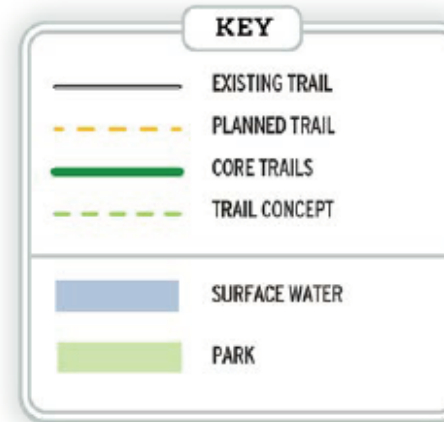 KEY
EXISTING TRAIL
PLANNED TRAIL
CORE TRAILS
TRAIL CONCEPT
SURFACE WATER
PARK